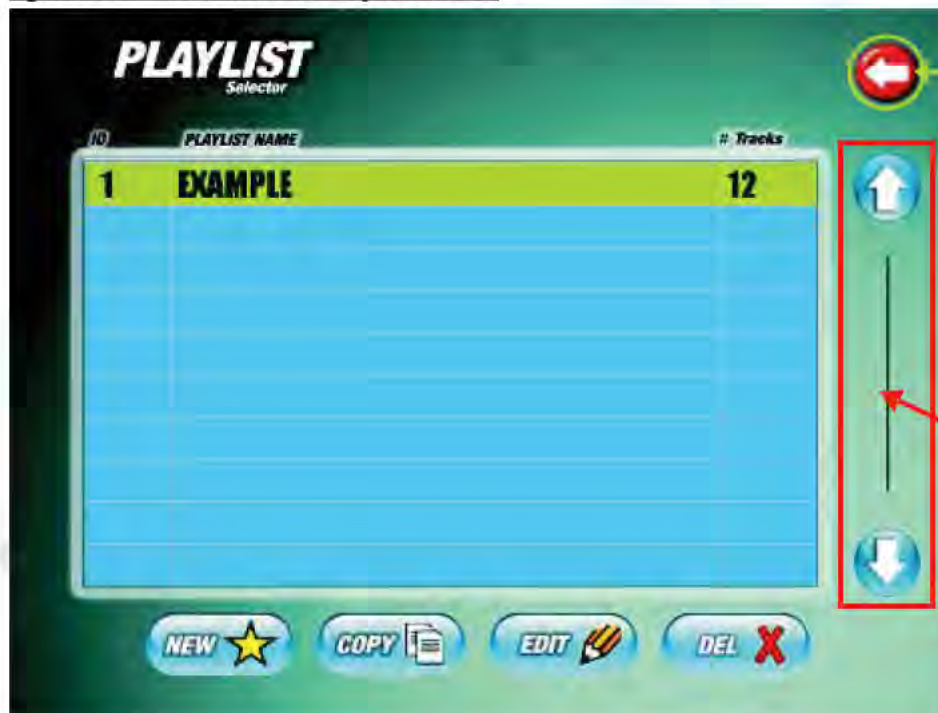 PLAYLIST
Selector
ID PLAYLIST NAME # Tracks
1 EXAMPLE 12
NEW COPY EDIT DEL